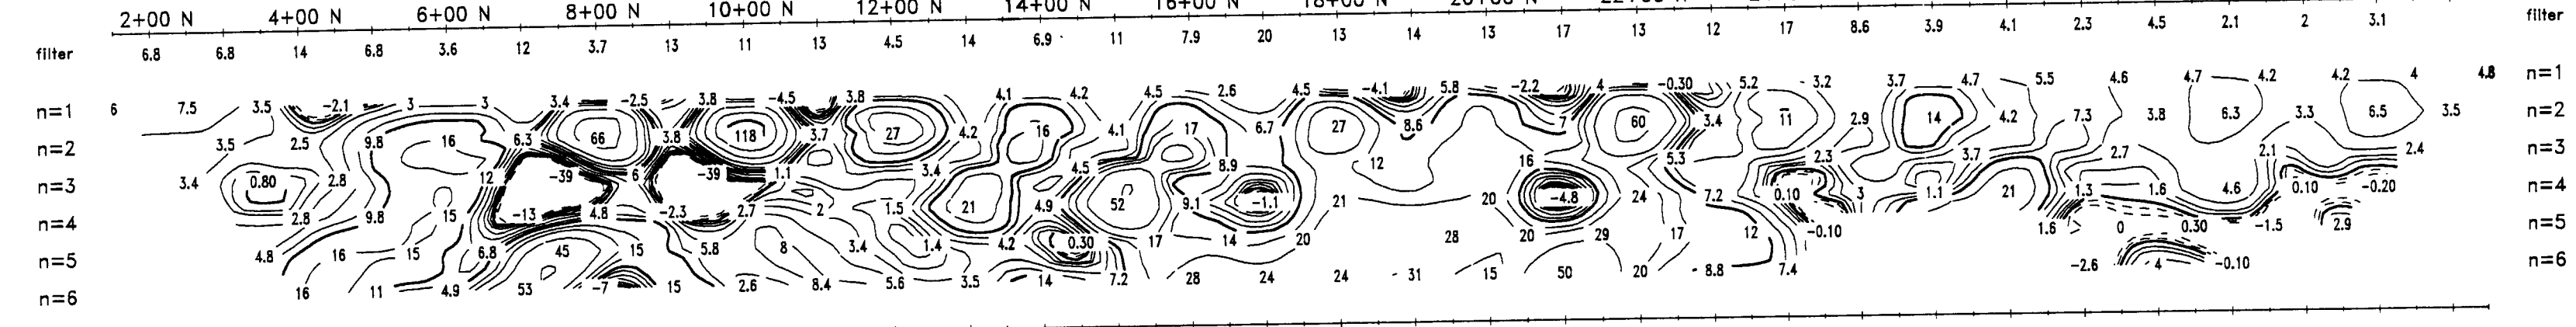 2+00 N 4+00 N 6+00 N 8+00 N 10+00 N 12+00 N 14+00 N 16+00 N 18+00 N 20+00 N 22+00 N
filter 6.8 6.8 14 6.8 3.6 12 3.7 13 11 13 4.5 14 6.9 11 7.9 20 13 14 13 17 13 12 17 8.6 3.9 4.1 2.3 4.5 2.1 2 3.1 filter
n=1 6 7.5 3.5 -2.1 3 3 3.4 -2.5 3.8 -4.5 3.8 4.1 4.2 4.5 2.6 4.5 -4.1 5.8 -2.2 4 -0.30 5.2 3.2 3.7 4.7 5.5 4.6 4.7 4.2 4.2 4 4.8 n=1
n=2 3.5 2.5 9.8 16 6.3 66 3.8 118 3.7 27 4.2 16 4.1 17 6.7 27 8.6 7 60 3.4 11 2.9 14 4.2 7.3 3.8 6.3 3.3 6.5 3.5 n=2
n=3 3.4 0.80 2.8 12 -39 6 -39 1.1 3.4 4.5 8.9 12 16 5.3 2.3 3.7 2.7 2.1 2.4 n=3
n=4 2.8 9.8 15 -13 4.8 -2.3 2.7 2 1.5 21 4.9 52 9.1 -1.1 21 20 -4.8 24 7.2 0.10 3 1.1 21 1.3 1.6 4.6 0.10 -0.20 n=4
n=5 4.8 16 15 6.8 45 15 5.8 8 3.4 1.4 4.2 0.30 17 14 20 28 20 29 17 12 -0.10 1.6 0 0.30 -1.5 2.9 n=5
n=6 16 11 4.9 53 -7 15 2.6 8.4 5.6 3.5 14 7.2 28 24 24 31 15 50 20 8.8 7.4 -2.6 4 -0.10 n=6